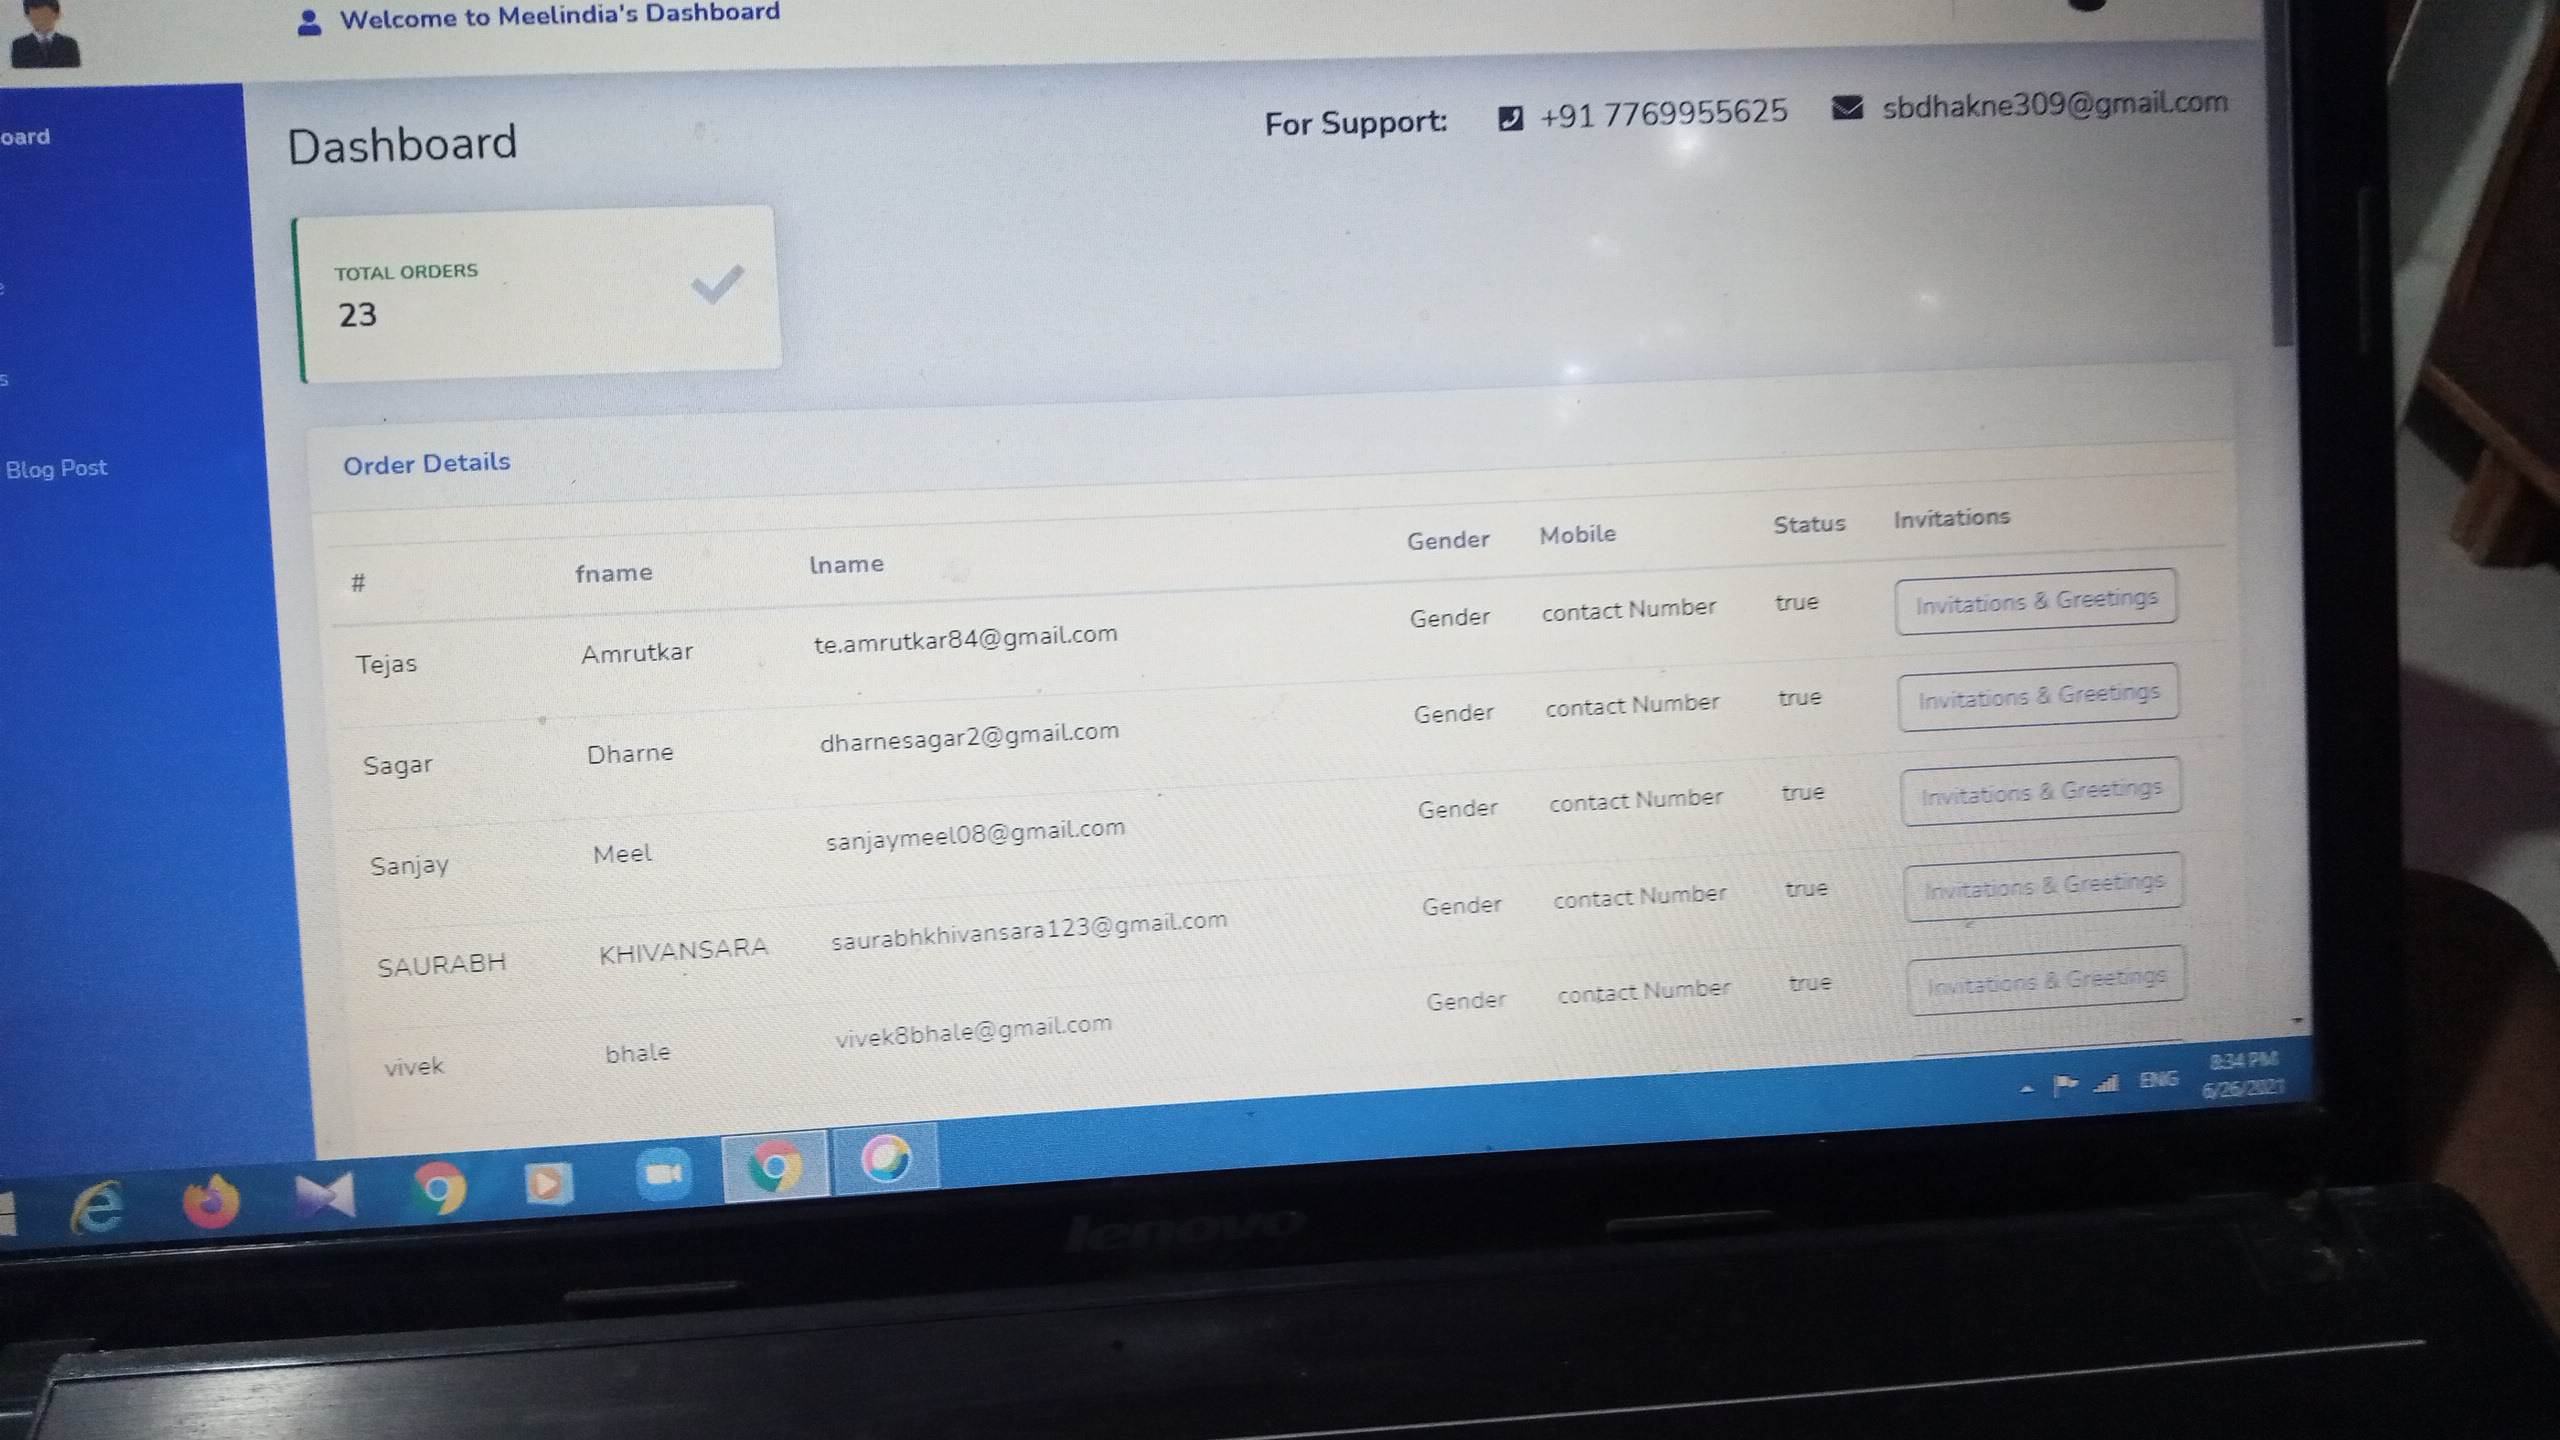 Welcome to Meelindia's Dashboard
oard
Dashboard
For Support: +91 7769955625 sbdhakne309@gmail.com
TOTAL ORDERS
23
e
s
Blog Post
Order Details
# fname lname Gender Mobile Status Invitations
Tejas Amrutkar te.amrutkar84@gmail.com Gender contact Number true Invitations & Greetings
Sagar Dharne dharnesagar2@gmail.com Gender contact Number true Invitations & Greetings
Sanjay Meel sanjaymeel08@gmail.com Gender contact Number true Invitations & Greetings
SAURABH KHIVANSARA saurabhkhivansara123@gmail.com Gender contact Number true Invitations & Greetings
vivek bhale vivek8bhale@gmail.com Gender contact Number true Invitations & Greetings
ENG
8:34 PM
6/26/2021
lenovo